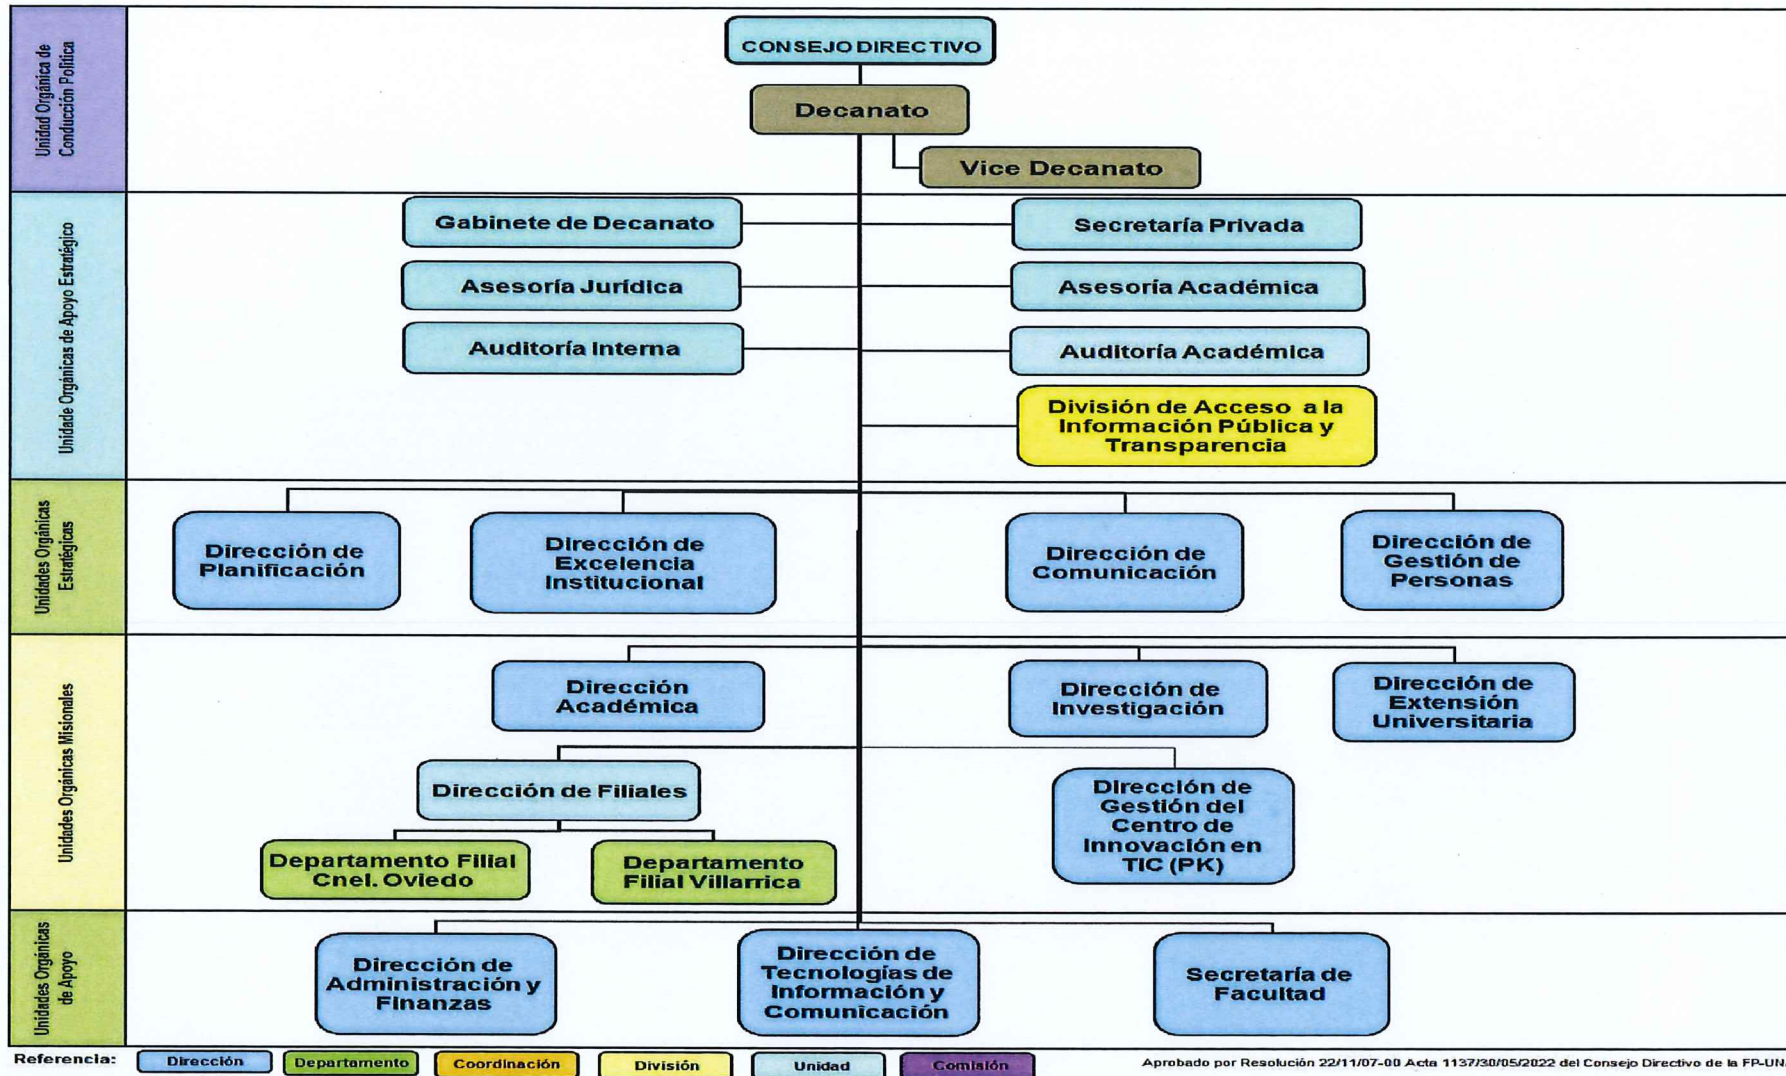 Unidad Orgánica de
Conducción Política
CONSEJO DIRECTIVO
Decanato
Vice Decanato
Unidade Orgánicas de Apoyo Estratégico
Gabinete de Decanato
Secretaría Privada
Asesoría Jurídica
Asesoría Académica
Auditoría Interna
Auditoría Académica
División de Acceso a la
Información Pública y
Transparencia
Unidades Orgánicas
Estratégicas
Dirección de
Planificación
Dirección de
Excelencia
Institucional
Dirección de
Comunicación
Dirección de
Gestión de
Personas
Unidades Orgánicas Misionales
Dirección
Académica
Dirección de
Investigación
Dirección de
Extensión
Universitaria
Dirección de Filiales
Dirección de
Gestión del
Centro de
Innovación en
TIC (PK)
Departamento Filial
Cnel. Oviedo
Departamento
Filial Villarrica
Unidades Orgánicas
de Apoyo
Dirección de
Administración y
Finanzas
Dirección de
Tecnologías de
Información y
Comunicación
Secretaría de
Facultad
Referencia:
Dirección
Departamento
Coordinación
División
Unidad
Comisión
Aprobado por Resolución 22/11/07-00 Acta 1137/30/05/2022 del Consejo Directivo de la FP-UN